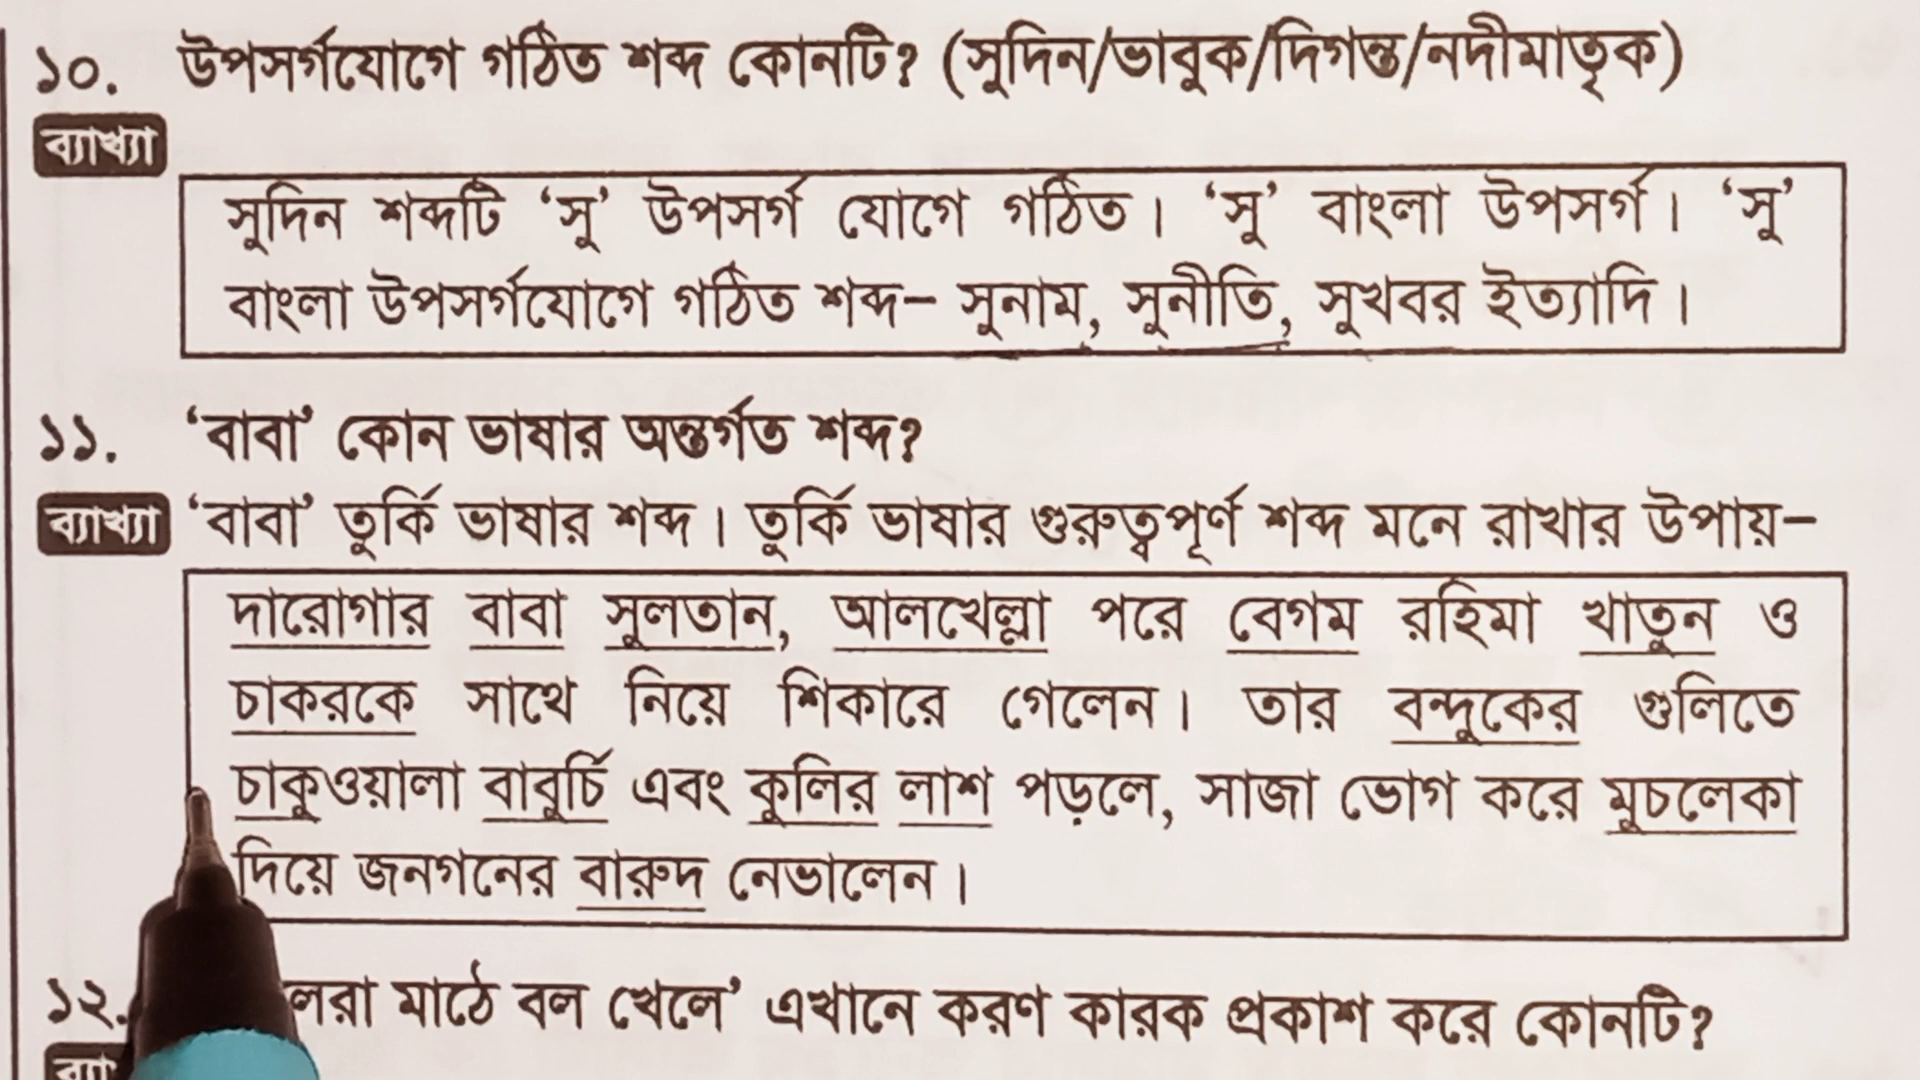 ১০. উপসর্গযোগে গঠিত শব্দ কোনটি? (সুদিন/ভাবুক/দিগন্ত/নদীমাতৃক)
ব্যাখ্যা
সুদিন শব্দটি ‘সু’ উপসর্গ যোগে গঠিত। ‘সু’ বাংলা উপসর্গ। ‘সু’
বাংলা উপসর্গযোগে গঠিত শব্দ– সুনাম, সুনীতি, সুখবর ইত্যাদি।
১১. ‘বাবা’ কোন ভাষার অন্তর্গত শব্দ?
ব্যাখ্যা ‘বাবা’ তুর্কি ভাষার শব্দ। তুর্কি ভাষার গুরুত্বপূর্ণ শব্দ মনে রাখার উপায়–
দারোগার বাবা সুলতান, আলখেল্লা পরে বেগম রহিমা খাতুন ও
চাকরকে সাথে নিয়ে শিকারে গেলেন। তার বন্দুকের গুলিতে
চাকুওয়ালা বাবুর্চি এবং কুলির লাশ পড়লে, সাজা ভোগ করে মুচলেকা
দিয়ে জনগনের বারুদ নেভালেন।
১২. মাঠে বল খেলে’ এখানে করণ কারক প্রকাশ করে কোনটি?